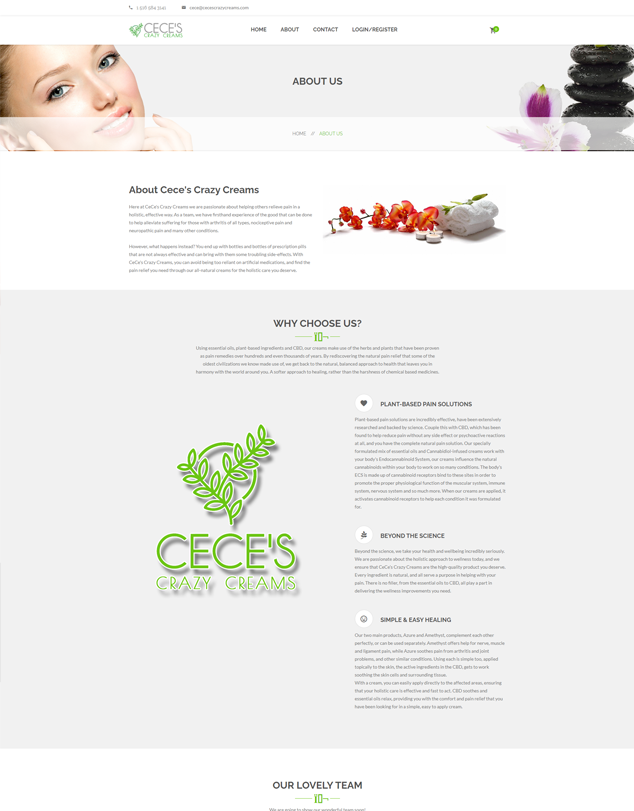 1 516 584 3141
cece@cecescrazycreams.com
CECE'S
CRAZY CREAMS
HOME
ABOUT
CONTACT
LOGIN/REGISTER
0
ABOUT US
HOME // ABOUT US
About Cece's Crazy Creams
Here at CeCe's Crazy Creams we are passionate about helping others relieve pain in a
holistic, effective way. As a team, we have firsthand experience of the good that can be done
to help alleviate suffering for those with arthritis of all types, nociceptive pain and
neuropathic pain and many other conditions.
However, what happens instead? You end up with bottles and bottles of prescription pills
that are not always effective and can bring with them some troubling side-effects. With
CeCe's Crazy Creams, you can avoid being too reliant on artificial medications, and find the
pain relief you need through our all-natural creams for the holistic care you deserve.
WHY CHOOSE US?
Using essential oils, plant-based ingredients and CBD, our creams make use of the herbs and plants that have been proven
as pain remedies over hundreds and even thousands of years. By rediscovering the natural pain relief that some of the
oldest civilizations we know made use of, we get back to the natural, balanced approach to health that leaves you in
harmony with the world around you. A softer approach to healing, rather than the harshness of chemical based medicines.
PLANT-BASED PAIN SOLUTIONS
Plant-based pain solutions are incredibly effective, have been extensively
researched and backed by science. Couple this with CBD, which has been
found to help reduce pain without any side effect or psychoactive reactions
at all, and you have the complete natural pain solution. Our specially
formulated mix of essential oils and Cannabidiol infused creams work with
your body's Endocannabinoid System, our creams influence the natural
cannabinoids within your body to work on so many conditions. The body's
ECS is made up of cannabinoid receptors bind to these sites in order to
promote the proper physiological function of the muscular system, immune
system, nervous system and so much more. When our creams are applied, it
activates cannabinoid receptors to help each condition it was formulated
for.
CECE'S
CRAZY CREAMS
BEYOND THE SCIENCE
Beyond the science, we take your health and wellbeing incredibly seriously.
We are passionate about the holistic approach to wellness today, and we
ensure that CeCe's Crazy Creams are the high-quality product you deserve.
Every ingredient is natural, and all serve a purpose in helping with your
pain. There is no filler, from the essential oils to CBD, all play a part in
delivering the wellness improvements you need.
SIMPLE & EASY HEALING
Our two main products, Azure and Amethyst, complement each other
perfectly, or can be used separately. Amethyst offers help for nerve, muscle
and ligament pain, while Azure soothes pain from arthritis and joint
problems, and other similar conditions. Using each is simple too, applied
topically to the skin, the active ingredients in the CBD, gets to work
soothing the skin cells and surrounding tissue.
With a cream, you can easily apply directly to the affected areas, ensuring
that your holistic care is effective and fast to act. CBD soothes and
essential oils relax, providing you with the comfort and pain relief that you
have been looking for in a simple, easy to apply cream.
OUR LOVELY TEAM
We are going to show our wonderful team soon!